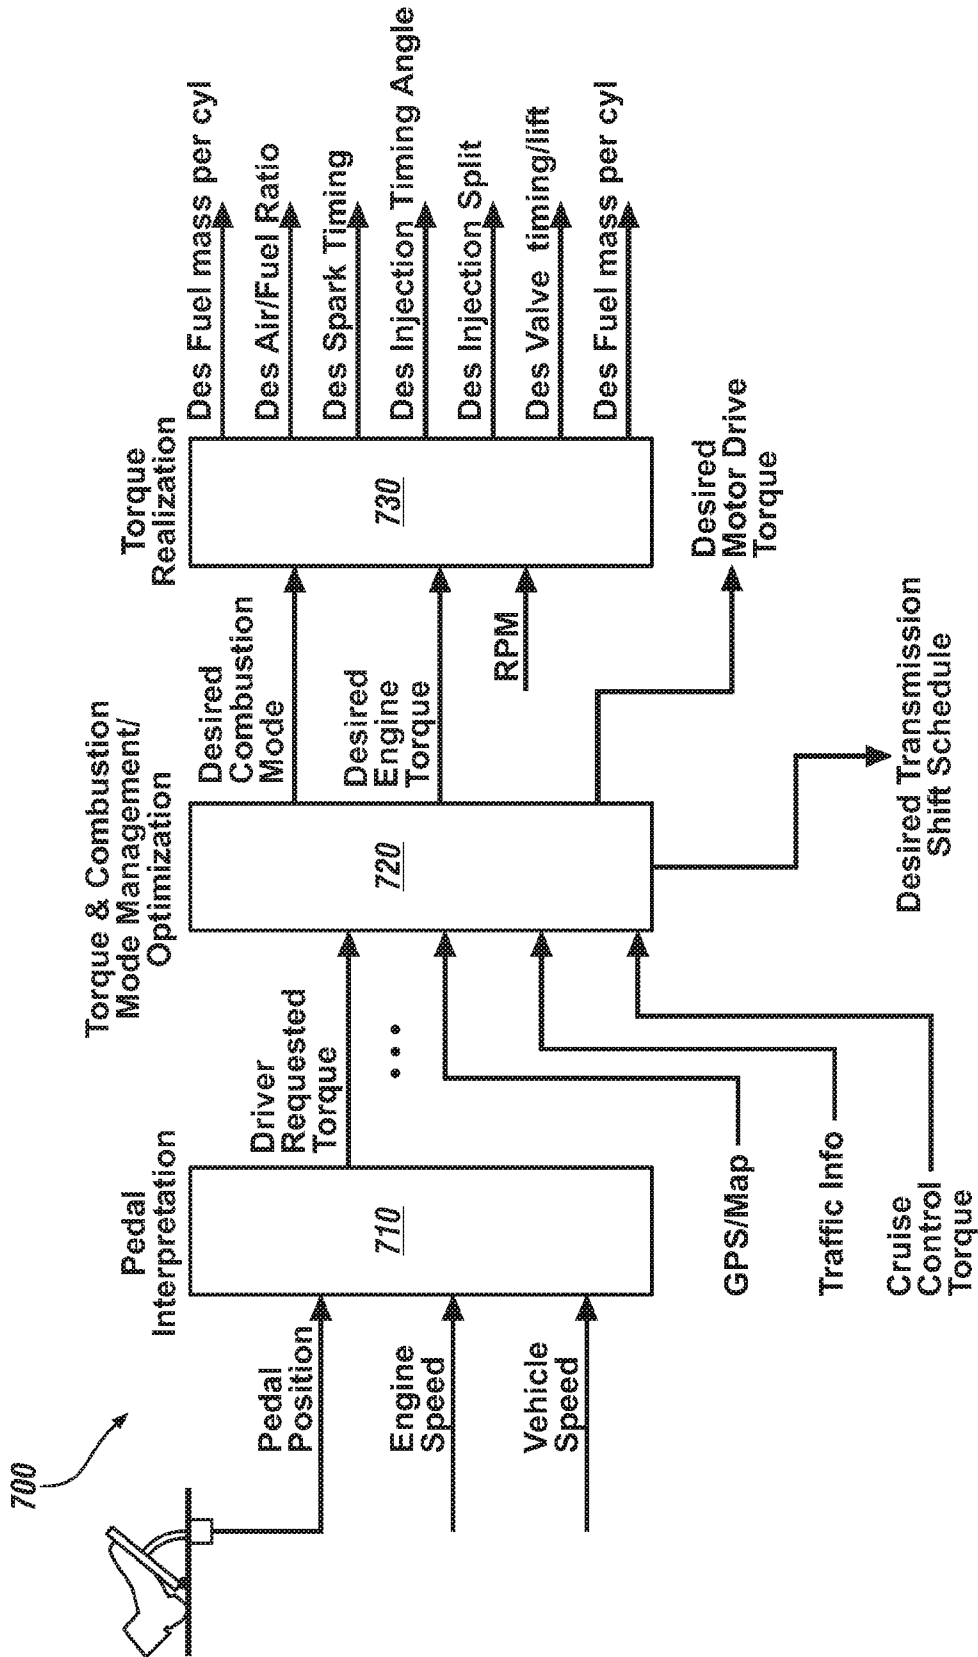 700
Pedal
Position
Engine
Speed
Vehicle
Speed
Pedal
Interpretation
710
Driver
Requested
Torque
GPS/Map
Traffic Info
Cruise
Control
Torque
Torque & Combustion
Mode Management/
Optimization
720
Desired
Combustion
Mode
Desired
Engine
Torque
RPM
Desired Transmission
Shift Schedule
Desired
Motor Drive
Torque
Torque
Realization
730
Des Fuel mass per cyl
Des Air/Fuel Ratio
Des Spark Timing
Des Injection Timing Angle
Des Injection Split
Des Valve timing/lift
Des Fuel mass per cyl